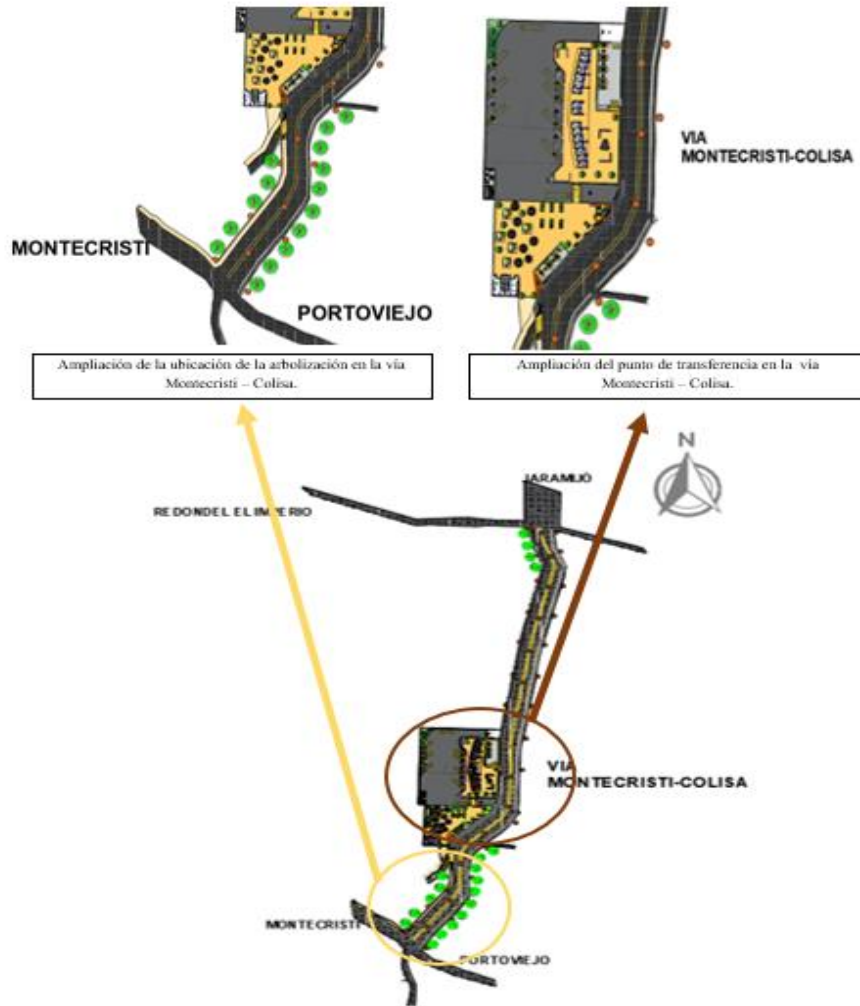 MONTECRISTI
PORTOVIEJO
VIA
MONTECRISTI-COLISA
Ampliación de la ubicación de la arbolización en la vía
Montecristi – Colisa.
Ampliación del punto de transferencia en la vía
Montecristi – Colisa.
N
JARAMIJÓ
REDONDEL EL IMPERIO
VIA
MONTECRISTI-COLISA
MONTECRISTI
PORTOVIEJO